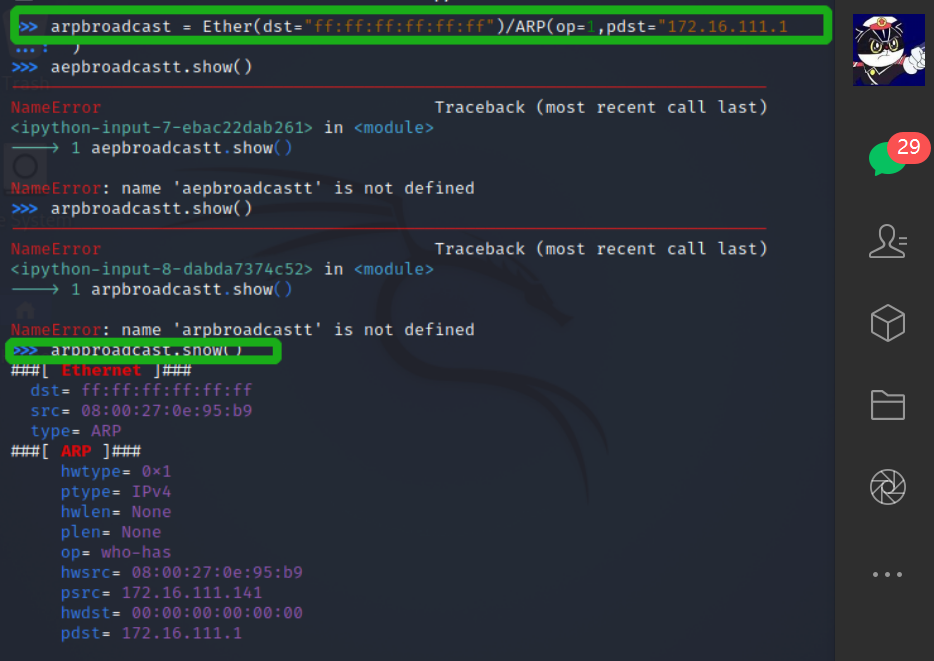 >>> arpbroadcast = Ether(dst="ff:ff:ff:ff:ff:ff")/ARP(op=1,pdst="172.16.111.1
...: )
>>> aepbroadcastt.show()
NameError Traceback (most recent call last)
<ipython-input-7-ebac22dab261> in <module>
----> 1 aepbroadcastt.show()
NameError: name 'aepbroadcastt' is not defined
>>> arpbroadcastt.show()
NameError Traceback (most recent call last)
<ipython-input-8-dabda7374c52> in <module>
----> 1 arpbroadcastt.show()
NameError: name 'arpbroadcastt' is not defined
>>> arpbroadcast.show()
###[ Ethernet ]###
dst= ff:ff:ff:ff:ff:ff
src= 08:00:27:0e:95:b9
type= ARP
###[ ARP ]###
hwtype= 0×1
ptype= IPv4
hwlen= None
plen= None
op= who-has
hwsrc= 08:00:27:0e:95:b9
psrc= 172.16.111.141
hwdst= 00:00:00:00:00:00
pdst= 172.16.111.1
29